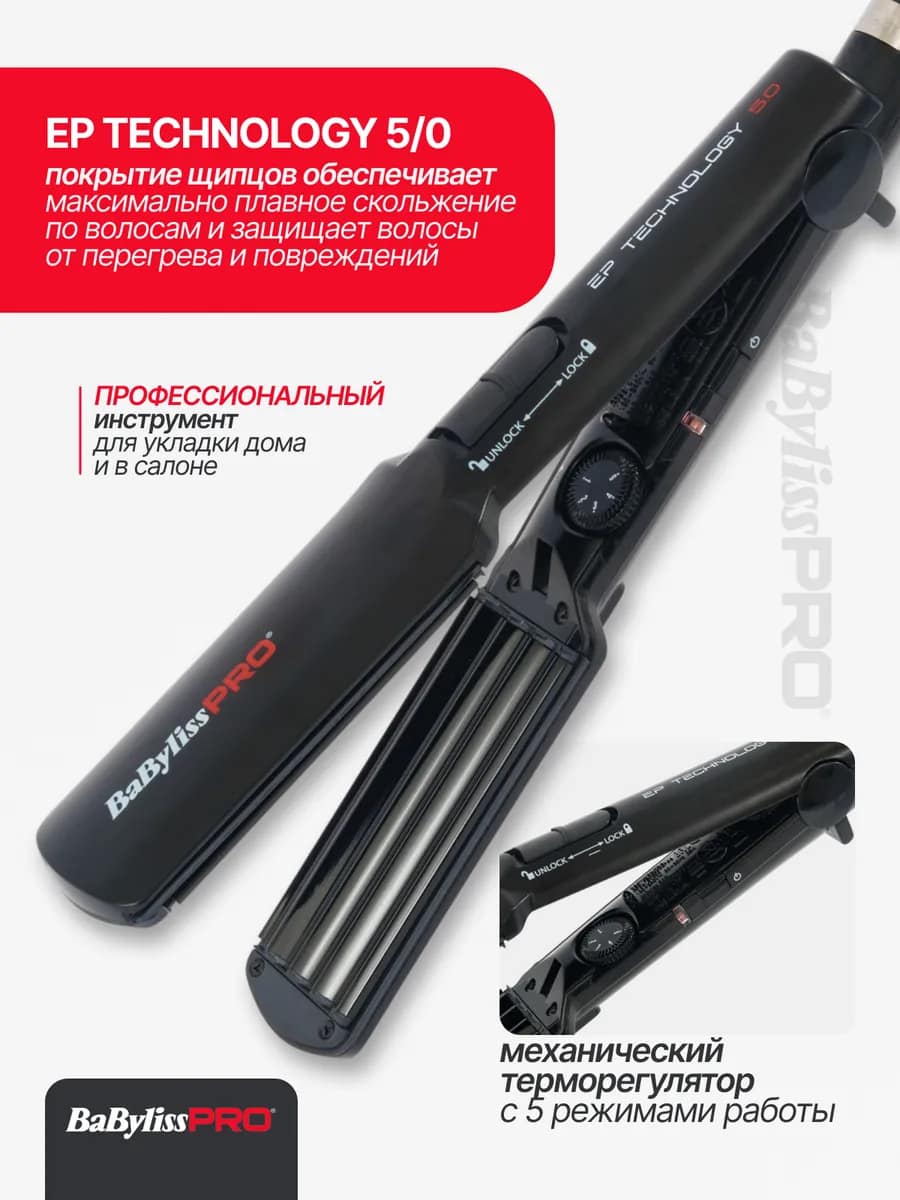 EP TECHNOLOGY 5/0
покрытие щипцов обеспечивает
максимально плавное скольжение
по волосам и защищает волосы
от перегрева и повреждений
EP TECHNOLOGY 5.0
LOCK
UNLOCK
ПРОФЕССИОНАЛЬНЫЙ
инструмент
для укладки дома
и в салоне
BaBylissPRO®
BaBylissPRO®
EP TECHNOLOGY
UNLOCK LOCK
механический
терморегулятор
с 5 режимами работы
BaBylissPRO®